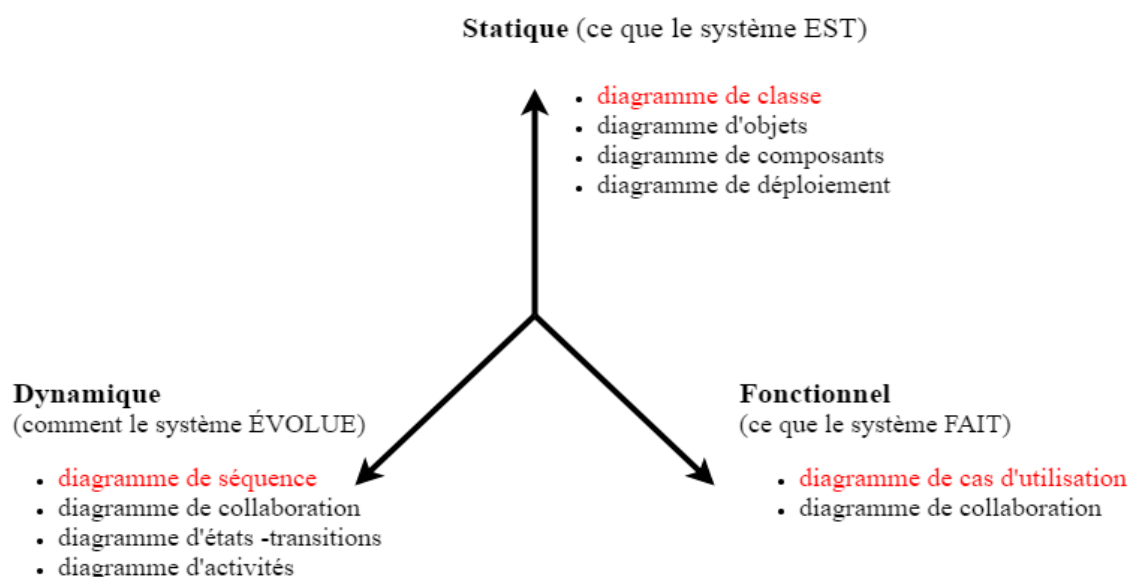 Statique (ce que le système EST)
diagramme de classe
diagramme d'objets
diagramme de composants
diagramme de déploiement
Dynamique
(comment le système ÉVOLUE)
diagramme de séquence
diagramme de collaboration
diagramme d'états -transitions
diagramme d'activités
Fonctionnel
(ce que le système FAIT)
diagramme de cas d'utilisation
diagramme de collaboration